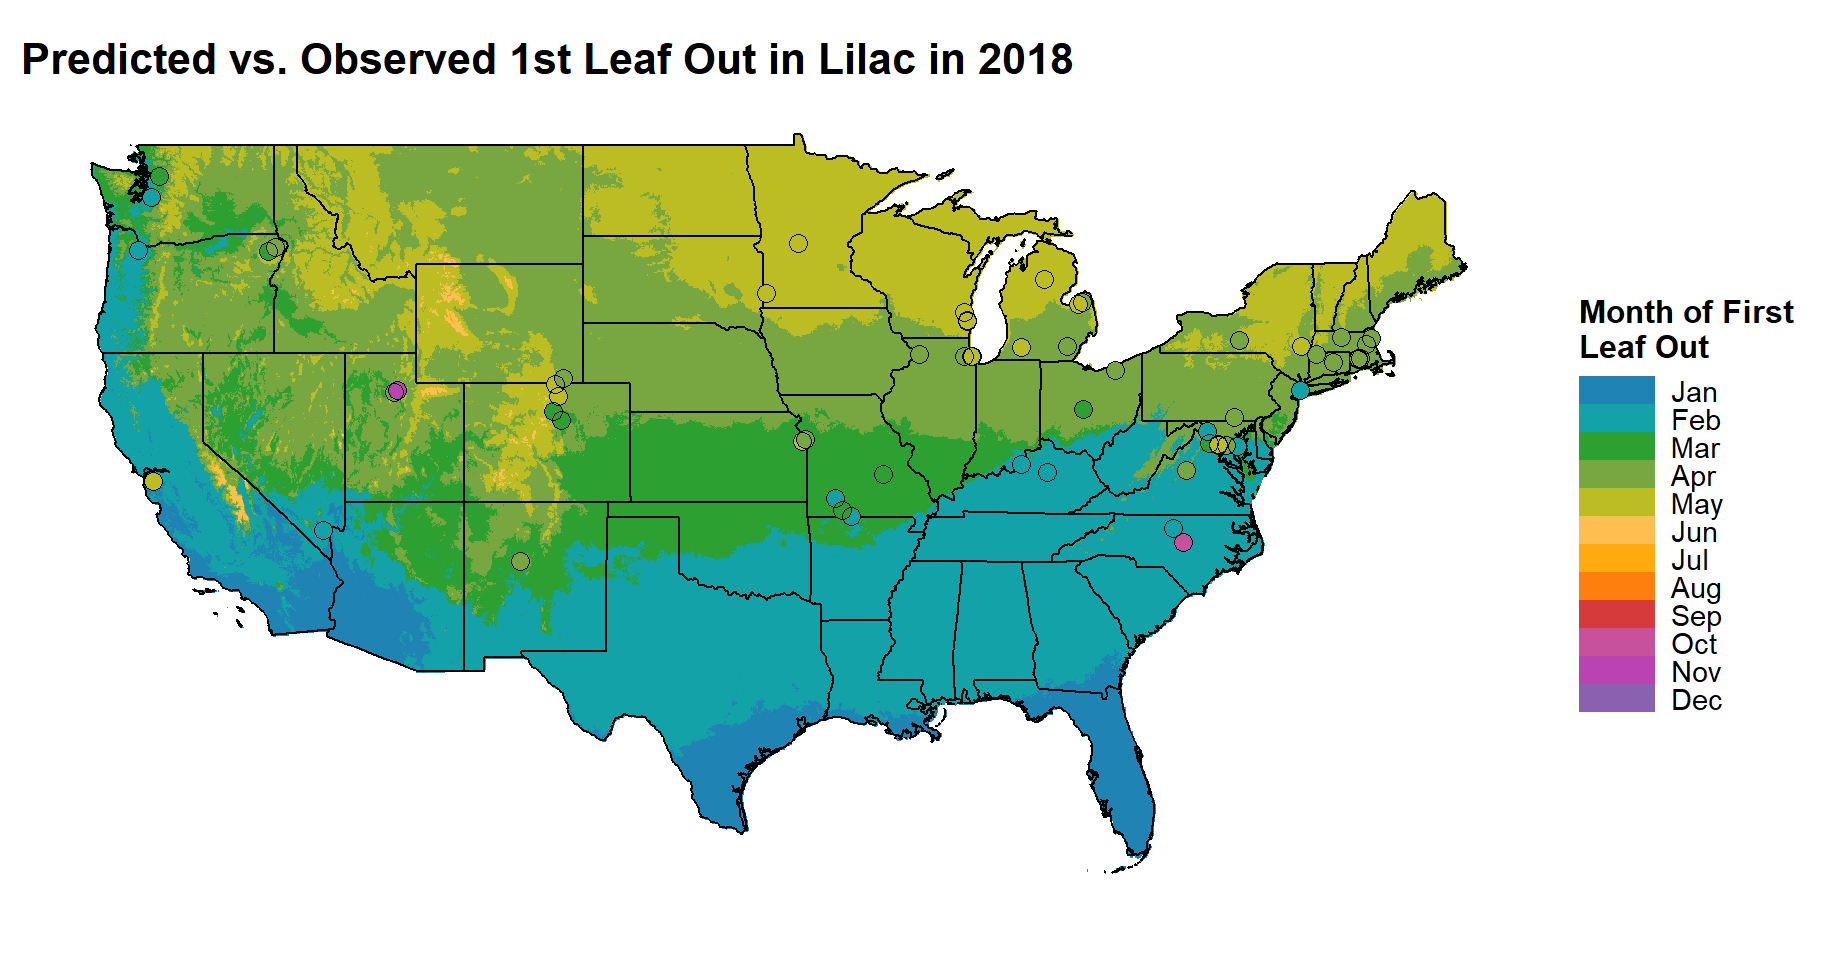 Predicted vs. Observed 1st Leaf Out in Lilac in 2018
Month of First
Leaf Out
Jan
Feb
Mar
Apr
May
Jun
Jul
Aug
Sep
Oct
Nov
Dec